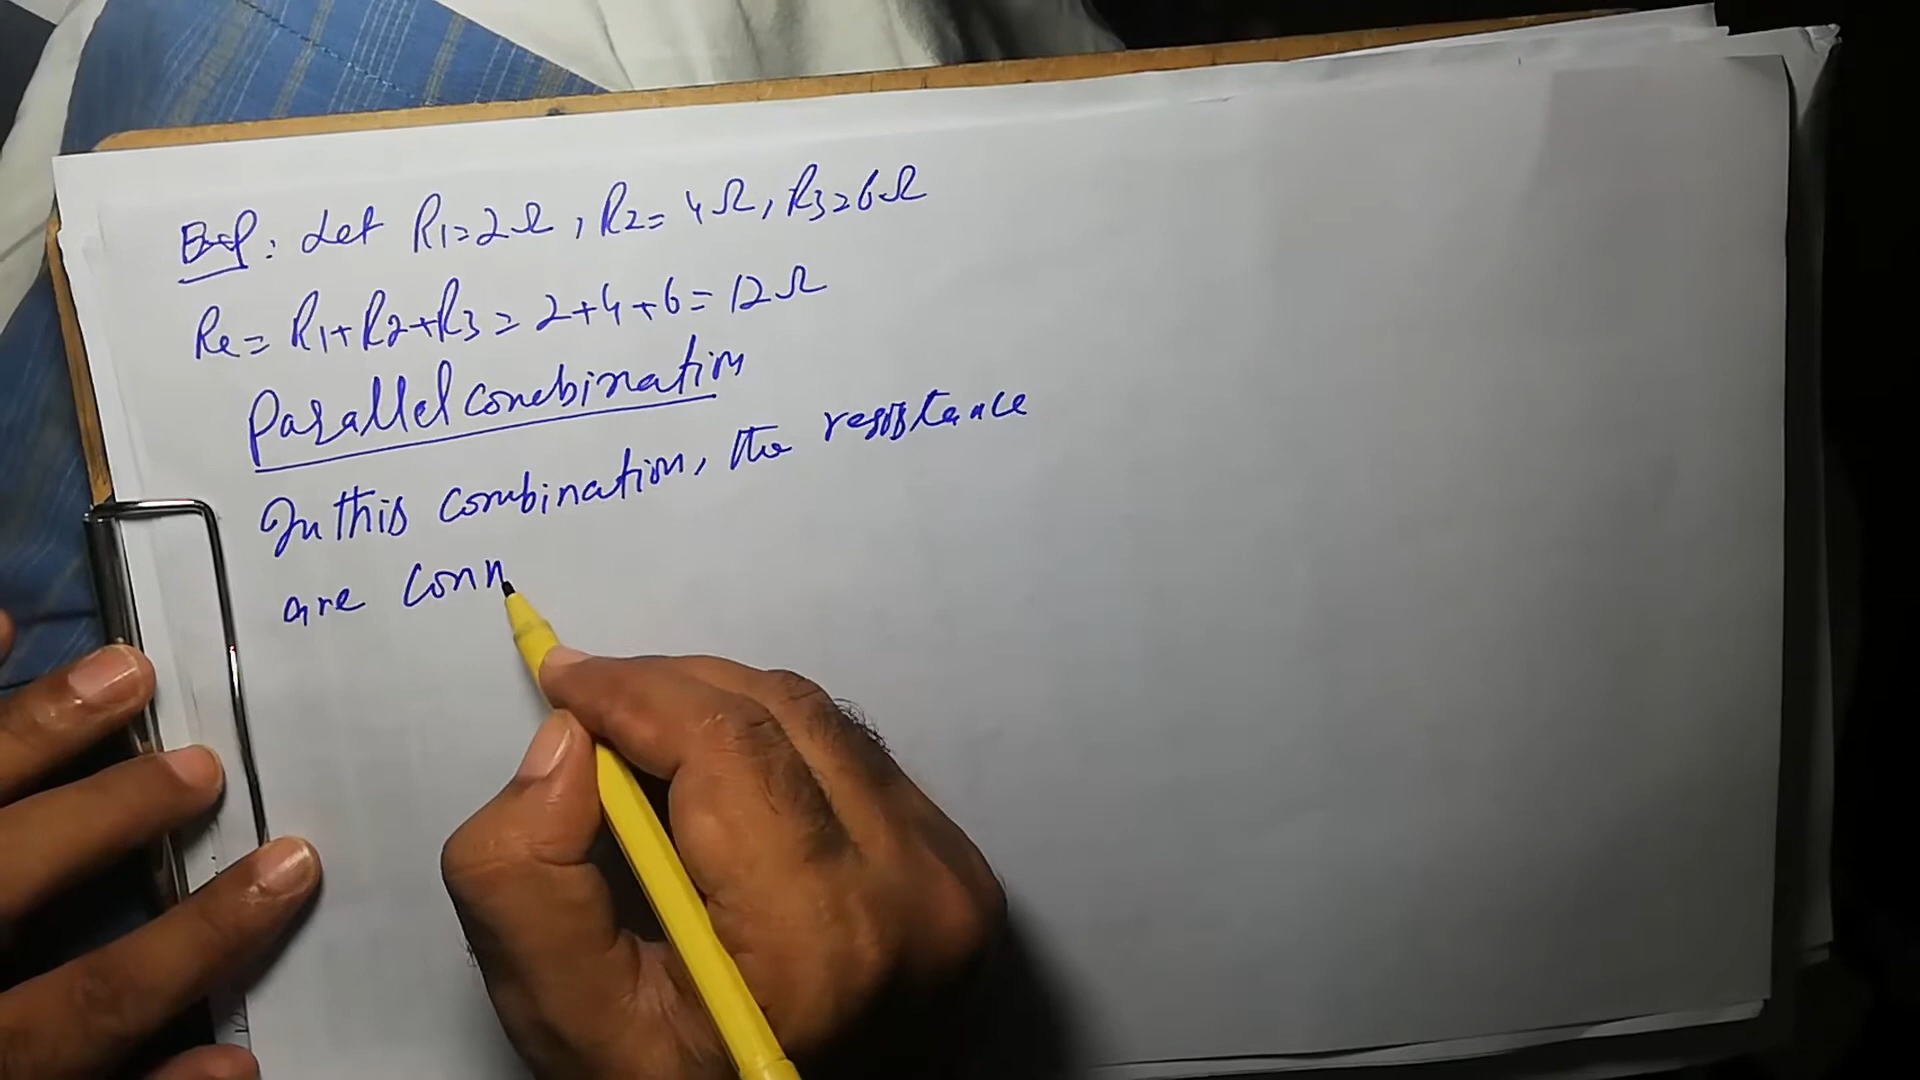 Exp: Let R1=2Ω, R2=4Ω, R3=6Ω
Re= R1+R2+R3= 2+4+6=12Ω
Parallel combination
In this combination, the resistance
are conn